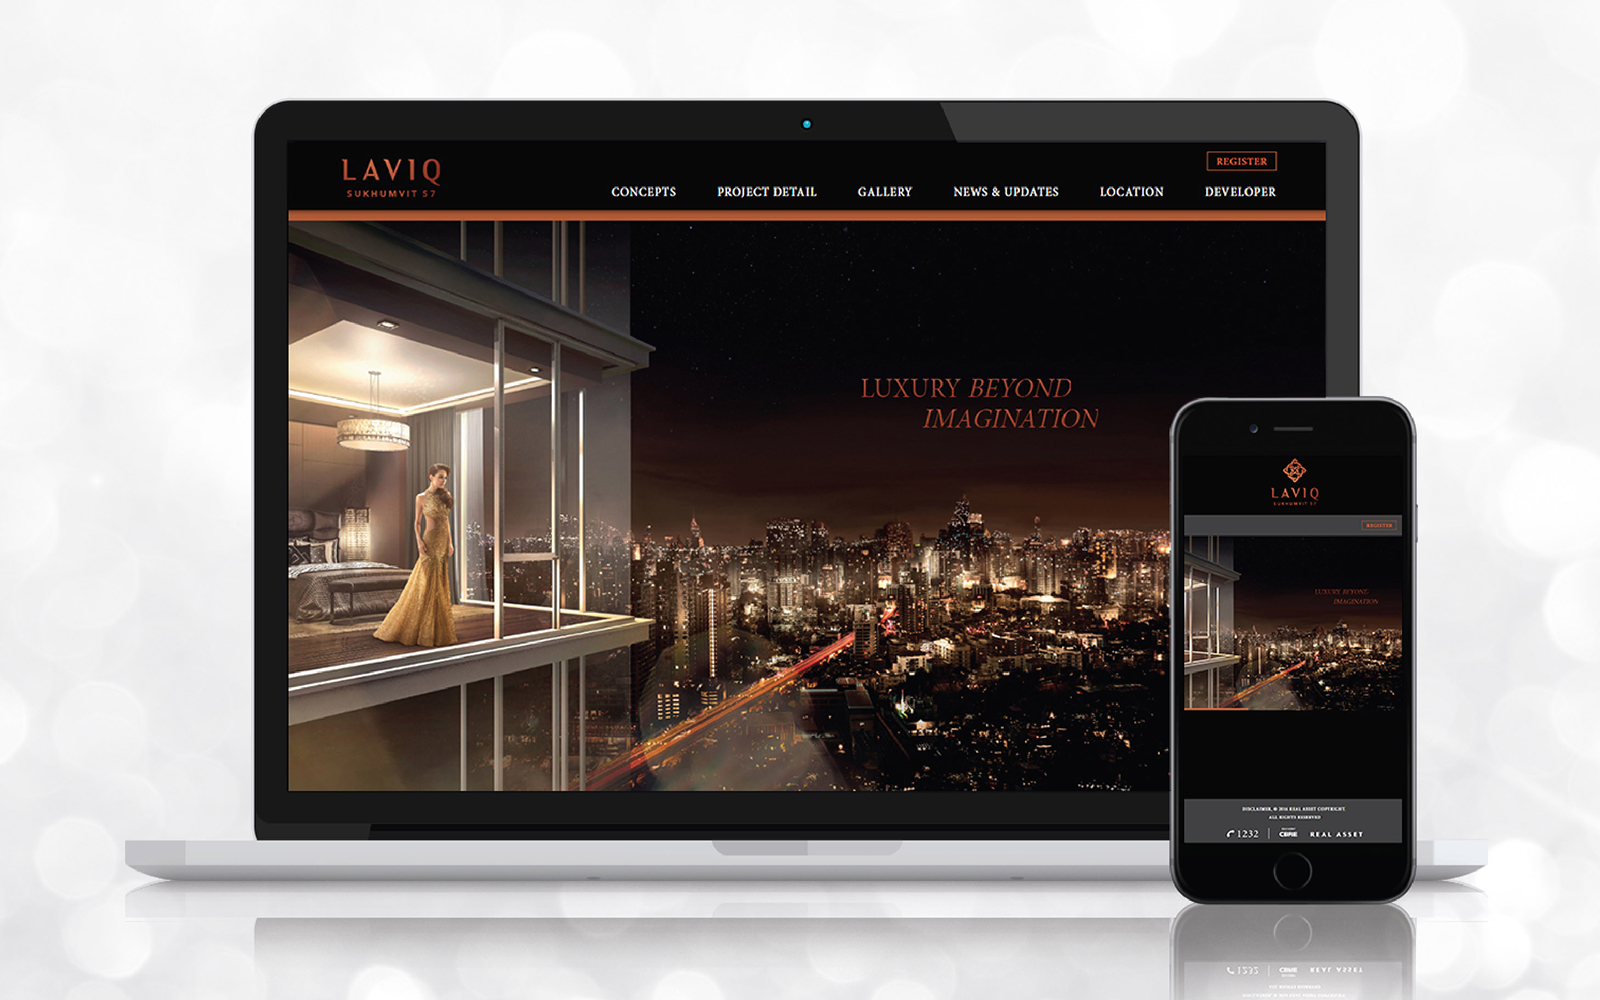 LAVIQ
SUKHUMVIT 57
REGISTER
CONCEPTS PROJECT DETAIL GALLERY NEWS & UPDATES LOCATION DEVELOPER
LUXURY BEYOND
IMAGINATION
LAVIQ
SUKHUMVIT 57
REGISTER
LUXURY BEYOND
IMAGINATION
DISCLAIMER, © 2016 REAL ASSET COPYRIGHT.
ALL RIGHTS RESERVED
1232 CBRE REAL ASSET